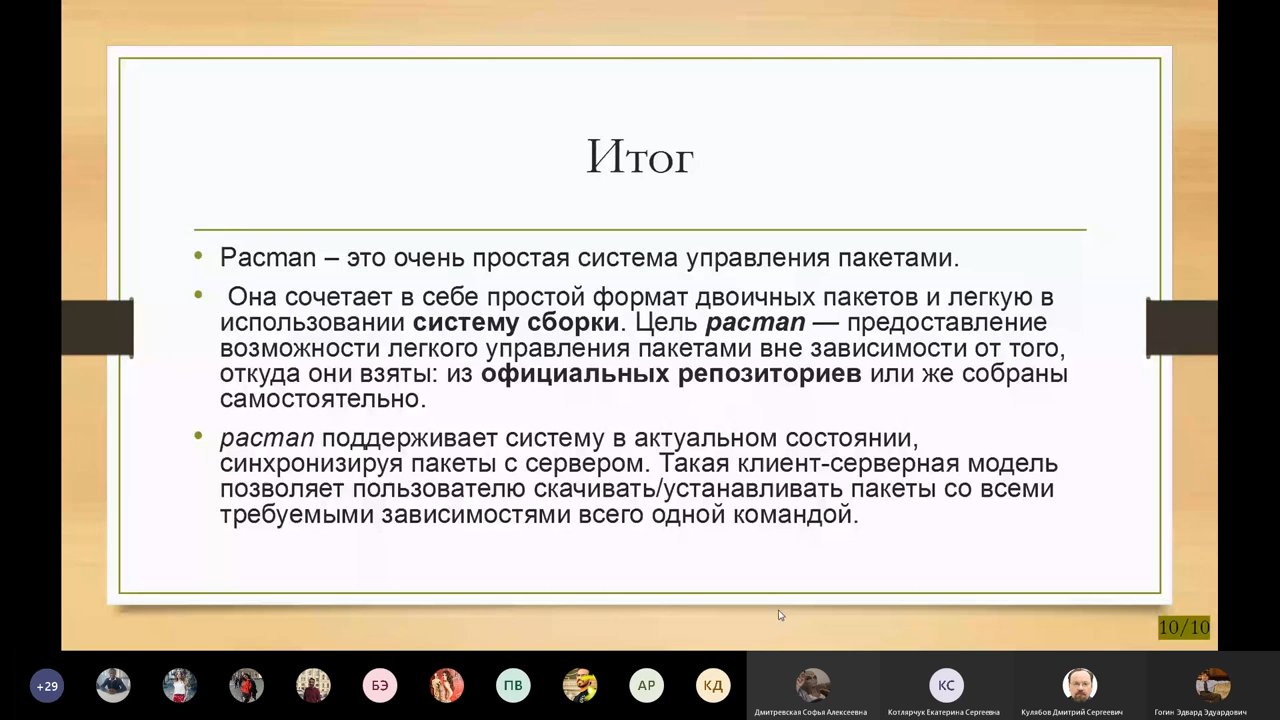 Итог
• Pacman – это очень простая система управления пакетами.
• Она сочетает в себе простой формат двоичных пакетов и легкую в
использовании систему сборки. Цель pacman — предоставление
возможности легкого управления пакетами вне зависимости от того,
откуда они взяты: из официальных репозиториев или же собраны
самостоятельно.
• pacman поддерживает систему в актуальном состоянии,
синхронизируя пакеты с сервером. Такая клиент-серверная модель
позволяет пользователю скачивать/устанавливать пакеты со всеми
требуемыми зависимостями всего одной командой.
10/10
+29
БЭ
ПВ
АР
КД
КС
Дмитревская Софья Алексеевна
Котлярчук Екатерина Сергеевна
Кулябов Дмитрий Сергеевич
Гогин Эдвард Эдуардович